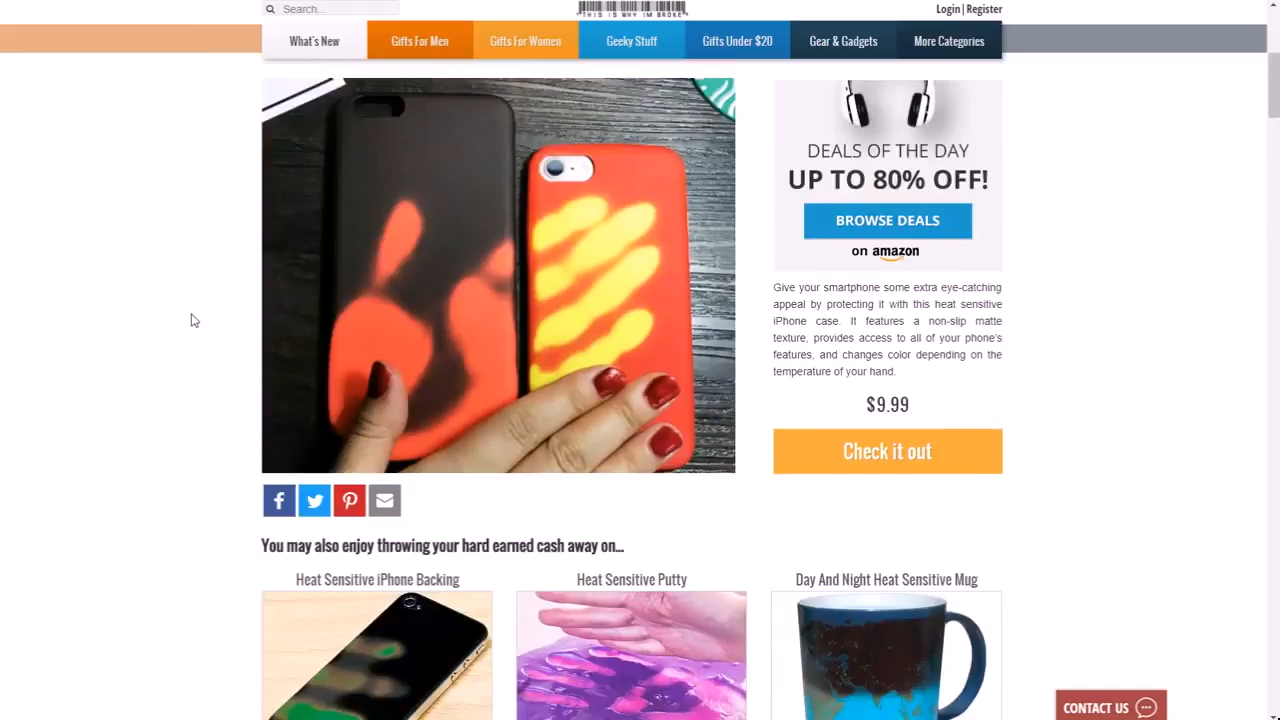 Search...
THIS IS WHY IM BROKE
Login | Register
What's New
Gifts For Men
Gifts For Women
Geeky Stuff
Gifts Under $20
Gear & Gadgets
More Categories
DEALS OF THE DAY
UP TO 80% OFF!
BROWSE DEALS
on amazon
Give your smartphone some extra eye-catching
appeal by protecting it with this heat sensitive
iPhone case. It features a non-slip matte
texture, provides access to all of your phone's
features, and changes color depending on the
temperature of your hand.
$9.99
Check it out
You may also enjoy throwing your hard earned cash away on...
Heat Sensitive iPhone Backing
Heat Sensitive Putty
Day And Night Heat Sensitive Mug
CONTACT US